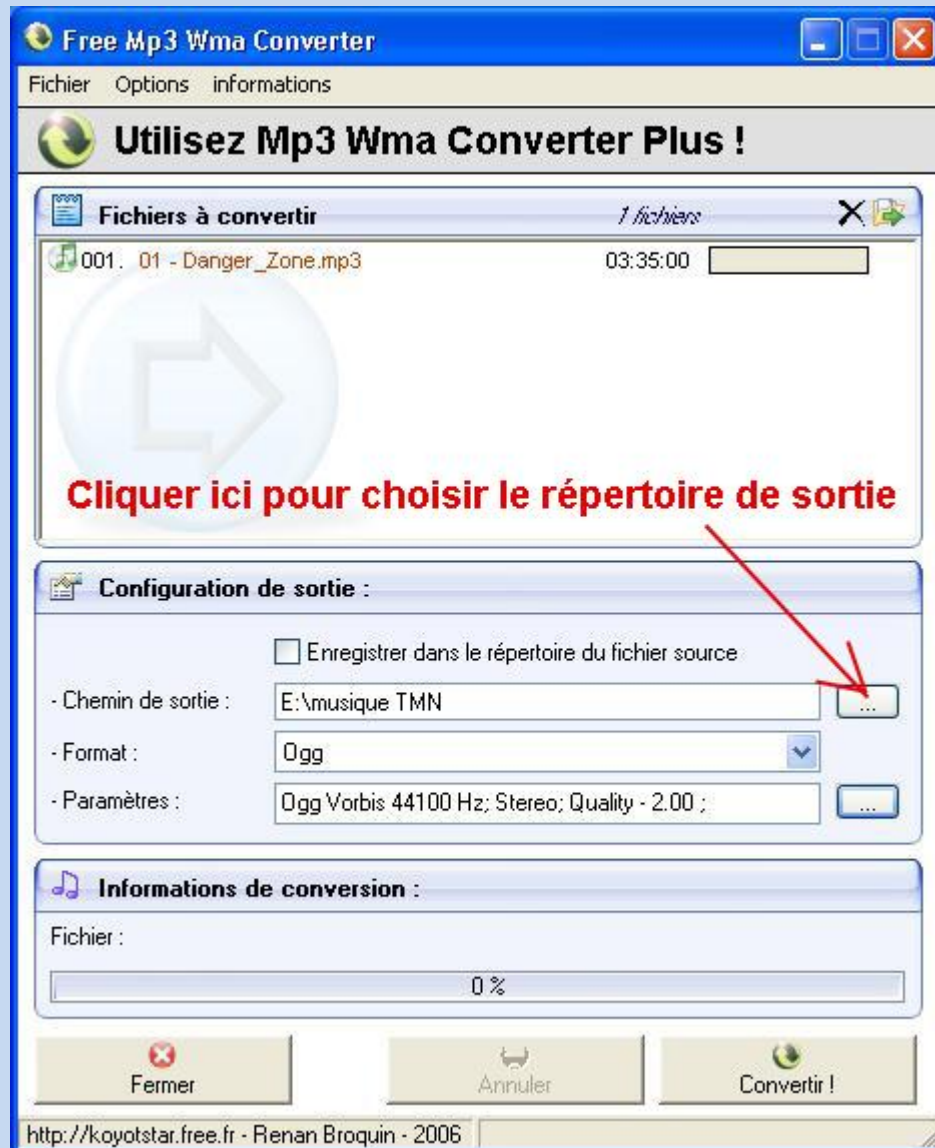 Free Mp3 Wma Converter
Fichier Options informations
Utilisez Mp3 Wma Converter Plus !
Fichiers à convertir 1 fichiers
001. 01 - Danger_Zone.mp3 03:35:00
Cliquer ici pour choisir le répertoire de sortie
Configuration de sortie :
Enregistrer dans le répertoire du fichier source
- Chemin de sortie : E:\musique TMN ...
- Format : Ogg
- Paramètres : Ogg Vorbis 44100 Hz; Stereo; Quality - 2.00 ; ...
Informations de conversion :
Fichier :
0 %
Fermer Annuler Convertir !
http://koyotstar.free.fr - Renan Broquin - 2006